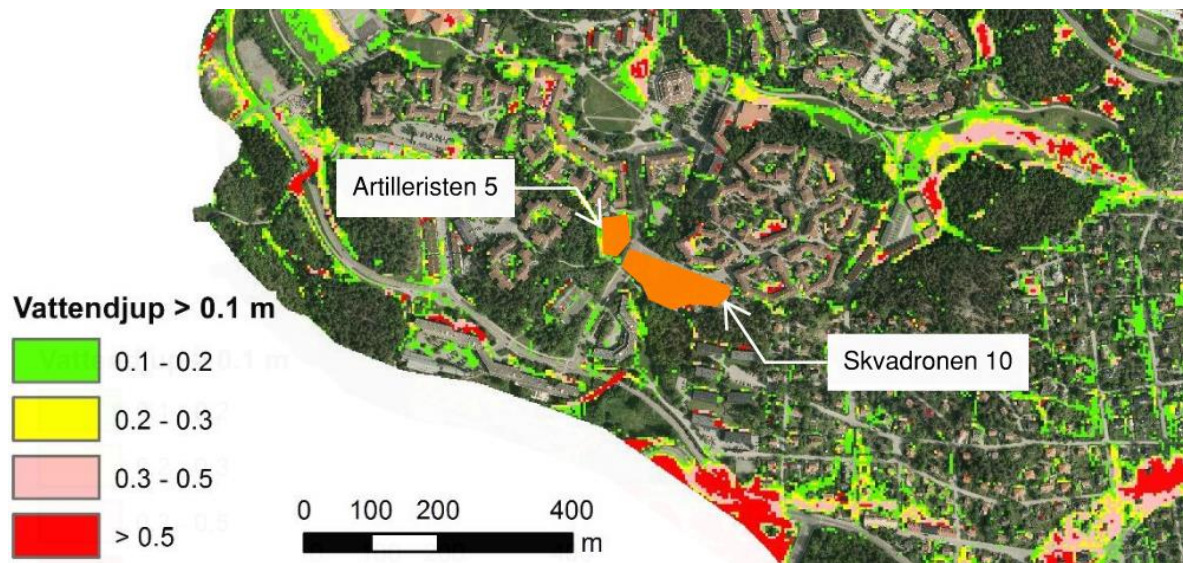 Artilleristen 5
Skvadronen 10
Vattendjup > 0.1 m
0.1 - 0.2
0.2 - 0.3
0.3 - 0.5
> 0.5
0 100 200 400
m